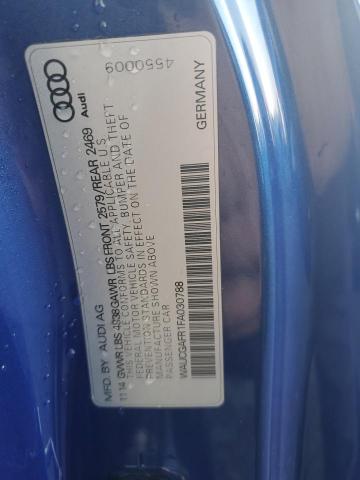 Audi
4550009
MFD. BY AUDI AG
GERMANY
11 14 GVWR LBS 4938 GAWR LBS FRONT 2579/REAR 2469
THIS VEHICLE CONFORMS TO ALL APPLICABLE U.S.
FEDERAL MOTOR VEHICLE SAFETY, BUMPER AND THEFT
PREVENTION STANDARDS IN EFFECT ON THE DATE OF
MANUFACTURE SHOWN ABOVE.
PASSENGER CAR
WAUCGAFR1FA030788